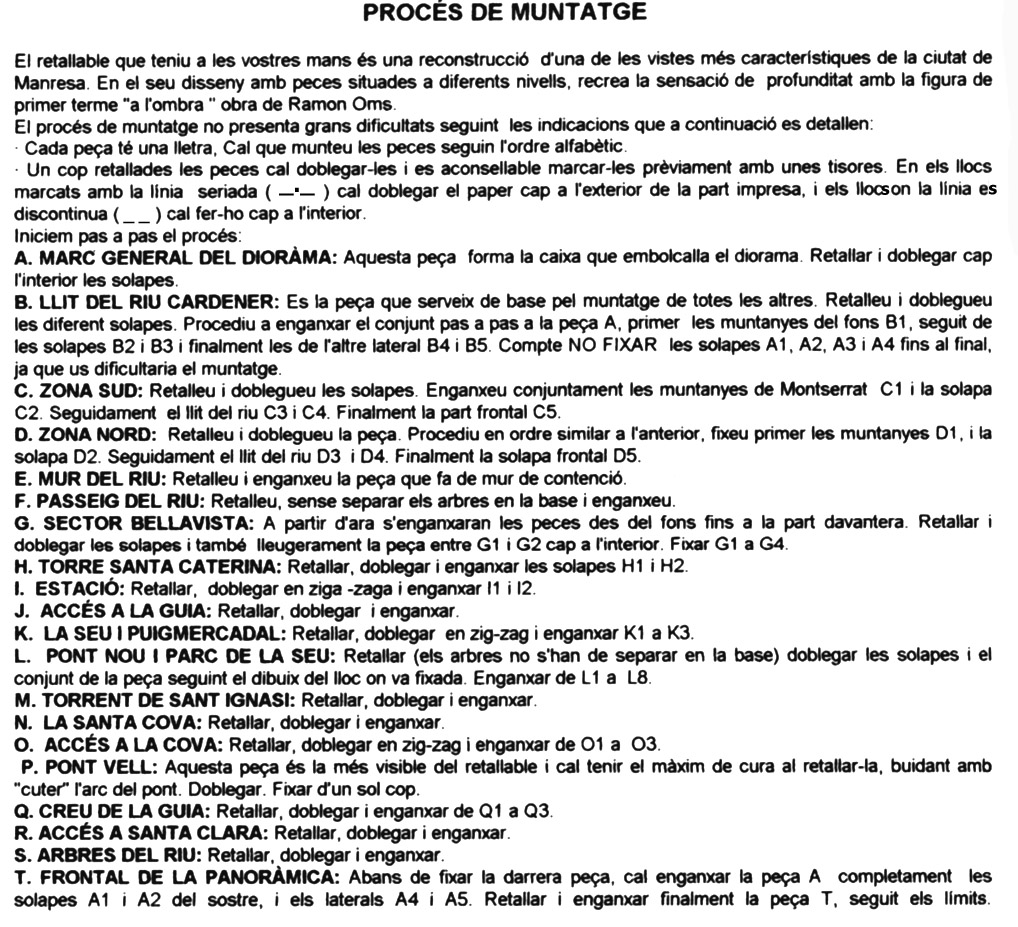 PROCÉS DE MUNTATGE
El retallable que teniu a les vostres mans és una reconstrucció d'una de les vistes més característiques de la ciutat de
Manresa. En el seu disseny amb peces situades a diferents nivells, recrea la sensació de profunditat amb la figura de
primer terme "a l'ombra " obra de Ramon Oms.
El procés de muntatge no presenta grans dificultats seguint les indicacions que a continuació es detallen:
· Cada peça té una lletra, Cal que munteu les peces seguin l'ordre alfabètic.
· Un cop retallades les peces cal doblegar-les i es aconsellable marcar-les prèviament amb unes tisores. En els llocs
marcats amb la línia seriada ( —·— ) cal doblegar el paper cap a l'exterior de la part impresa, i els llocson la línia es
discontinua ( _ _ ) cal fer-ho cap a l'interior.
Iniciem pas a pas el procés:
A. MARC GENERAL DEL DIORÀMA: Aquesta peça forma la caixa que embolcalla el diorama. Retallar i doblegar cap
l'interior les solapes.
B. LLIT DEL RIU CARDENER: Es la peça que serveix de base pel muntatge de totes les altres. Retalleu i doblegueu
les diferent solapes. Procediu a enganxar el conjunt pas a pas a la peça A, primer les muntanyes del fons B1, seguit de
les solapes B2 i B3 i finalment les de l'altre lateral B4 i B5. Compte NO FIXAR les solapes A1, A2, A3 i A4 fins al final,
ja que us dificultaria el muntatge.
C. ZONA SUD: Retalleu i doblegueu les solapes. Enganxeu conjuntament les muntanyes de Montserrat C1 i la solapa
C2. Seguidament el llit del riu C3 i C4. Finalment la part frontal C5.
D. ZONA NORD: Retalleu i doblegueu la peça. Procediu en ordre similar a l'anterior, fixeu primer les muntanyes D1, i la
solapa D2. Seguidament el llit del riu D3 i D4. Finalment la solapa frontal D5.
E. MUR DEL RIU: Retalleu i enganxeu la peça que fa de mur de contenció.
F. PASSEIG DEL RIU: Retalleu, sense separar els arbres en la base i enganxeu.
G. SECTOR BELLAVISTA: A partir d'ara s'enganxaran les peces des del fons fins a la part davantera. Retallar i
doblegar les solapes i també lleugerament la peça entre G1 i G2 cap a l'interior. Fixar G1 a G4.
H. TORRE SANTA CATERINA: Retallar, doblegar i enganxar les solapes H1 i H2.
I. ESTACIÓ: Retallar, doblegar en ziga -zaga i enganxar I1 i I2.
J. ACCÉS A LA GUIA: Retallar, doblegar i enganxar.
K. LA SEU I PUIGMERCADAL: Retallar, doblegar en zig-zag i enganxar K1 a K3.
L. PONT NOU I PARC DE LA SEU: Retallar (els arbres no s'han de separar en la base) doblegar les solapes i el
conjunt de la peça seguint el dibuix del lloc on va fixada. Enganxar de L1 a L8.
M. TORRENT DE SANT IGNASI: Retallar, doblegar i enganxar.
N. LA SANTA COVA: Retallar, doblegar i enganxar.
O. ACCÉS A LA COVA: Retallar, doblegar en zig-zag i enganxar de O1 a O3.
P. PONT VELL: Aquesta peça és la més visible del retallable i cal tenir el màxim de cura al retallar-la, buidant amb
"cuter" l'arc del pont. Doblegar. Fixar d'un sol cop.
Q. CREU DE LA GUIA: Retallar, doblegar i enganxar de Q1 a Q3.
R. ACCÉS A SANTA CLARA: Retallar, doblegar i enganxar.
S. ARBRES DEL RIU: Retallar, doblegar i enganxar.
T. FRONTAL DE LA PANORÀMICA: Abans de fixar la darrera peça, cal enganxar la peça A completament les
solapes A1 i A2 del sostre, i els laterals A4 i A5. Retallar i enganxar finalment la peça T, seguit els límits.